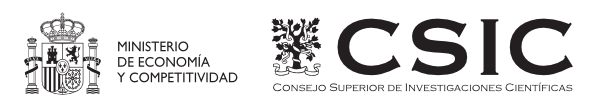 MINISTERIO
DE ECONOMÍA
Y COMPETITIVIDAD
CSIC
CONSEJO SUPERIOR DE INVESTIGACIONES CIENTÍFICAS